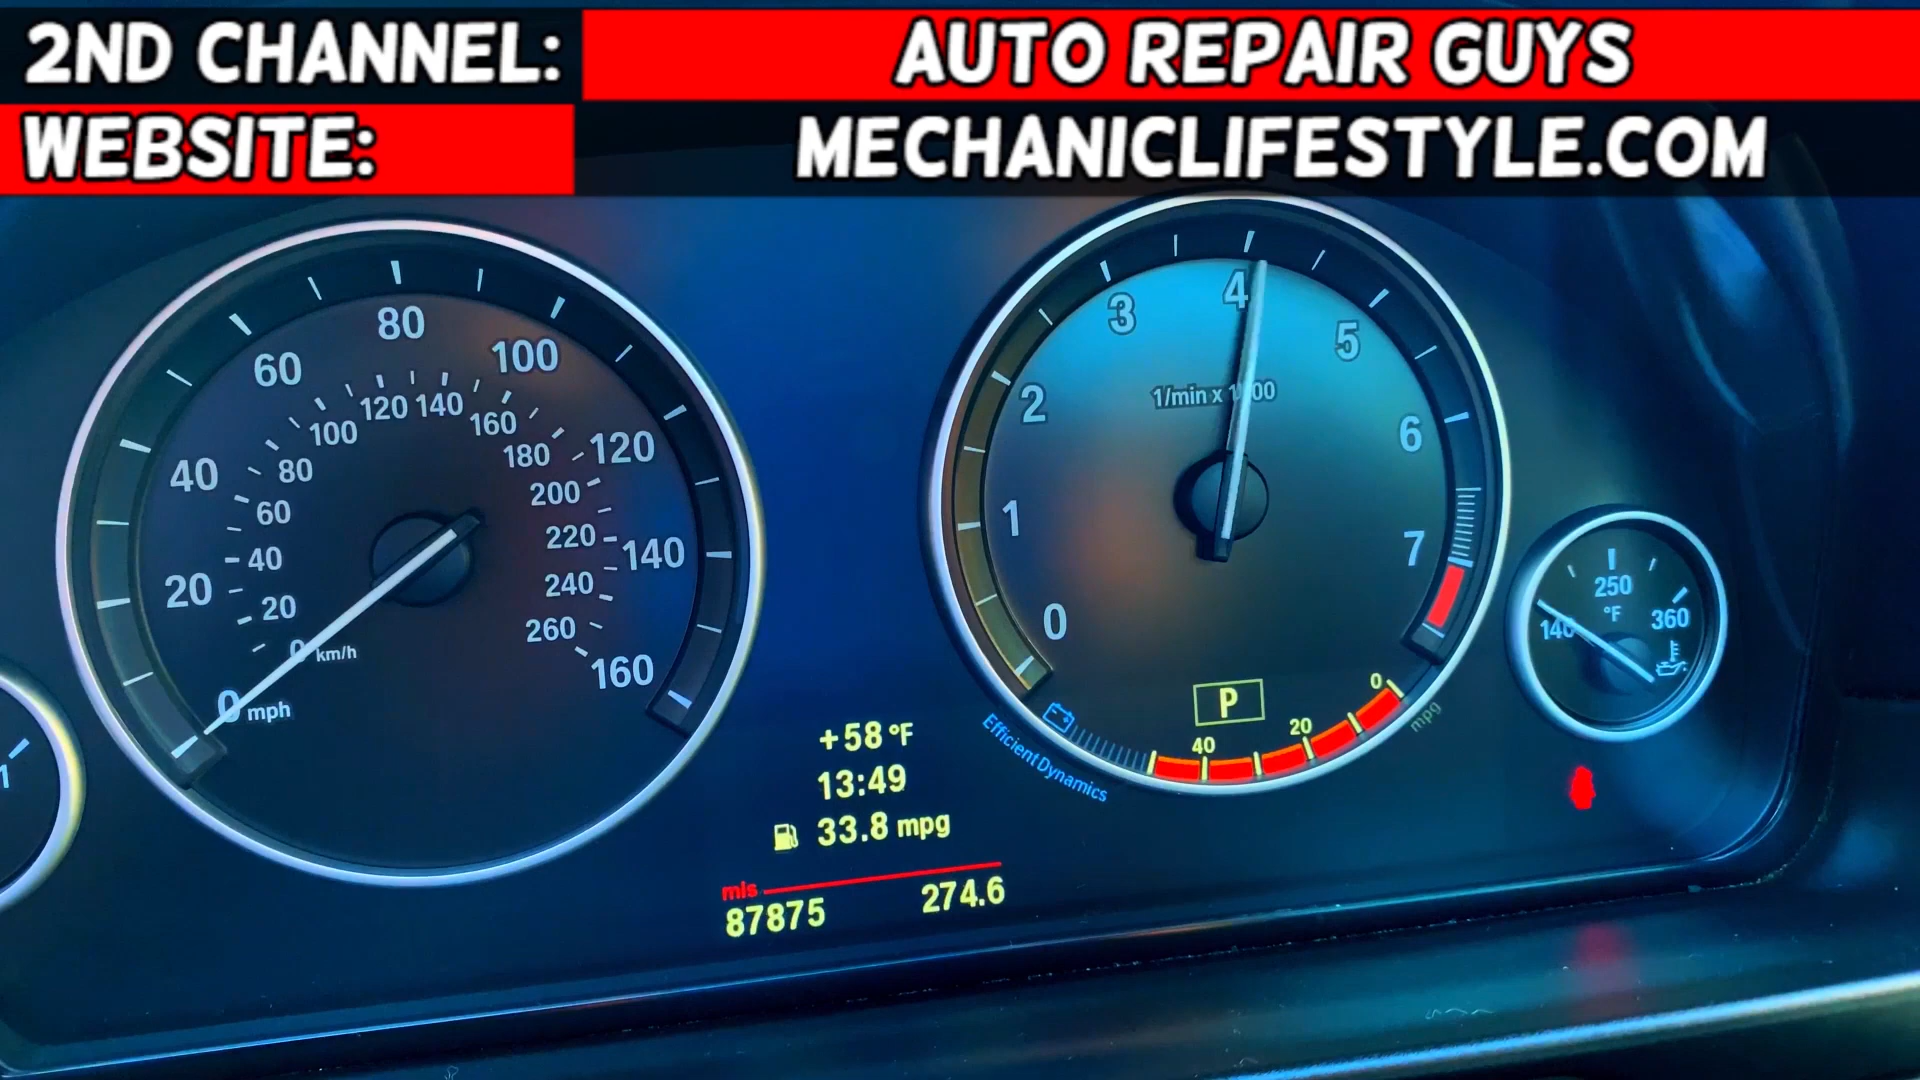 2ND CHANNEL: AUTO REPAIR GUYS
WEBSITE: MECHANICLIFESTYLE.COM
0 20 40 60 80 100 120 140 160
mph
0 20 40 60 80 100 120 140 160 180 200 220 240 260
km/h
+58 °F
13:49
33.8 mpg
mls
87875 274.6
0 1 2 3 4 5 6 7
1/min x
P
40 20 0
mpg
EfficientDynamics
140 250 360
°F
1